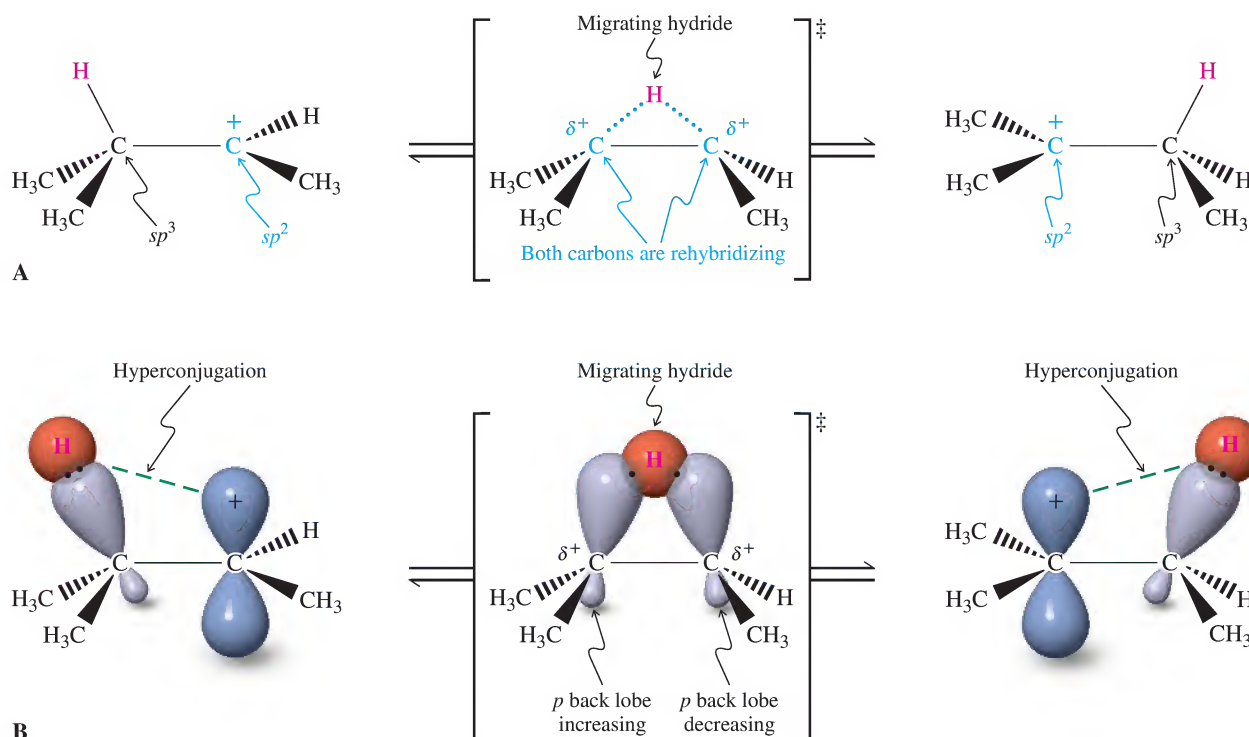 Migrating hydride
‡
H
H
H
+
H
δ+
δ+
H3C
+
C
C
C
C
C
C
H3C
CH3
H
H3C
H
H3C
H3C
H3C
CH3
CH3
sp3
sp2
Both carbons are rehybridizing
sp2
sp3
A
Hyperconjugation
Migrating hydride
Hyperconjugation
‡
H
H
H
+
+
H
H3C
δ+
δ+
C
C
C
C
C
C
H3C
CH3
H
H3C
H
H3C
H3C
CH3
CH3
p back lobe
increasing
p back lobe
decreasing
B